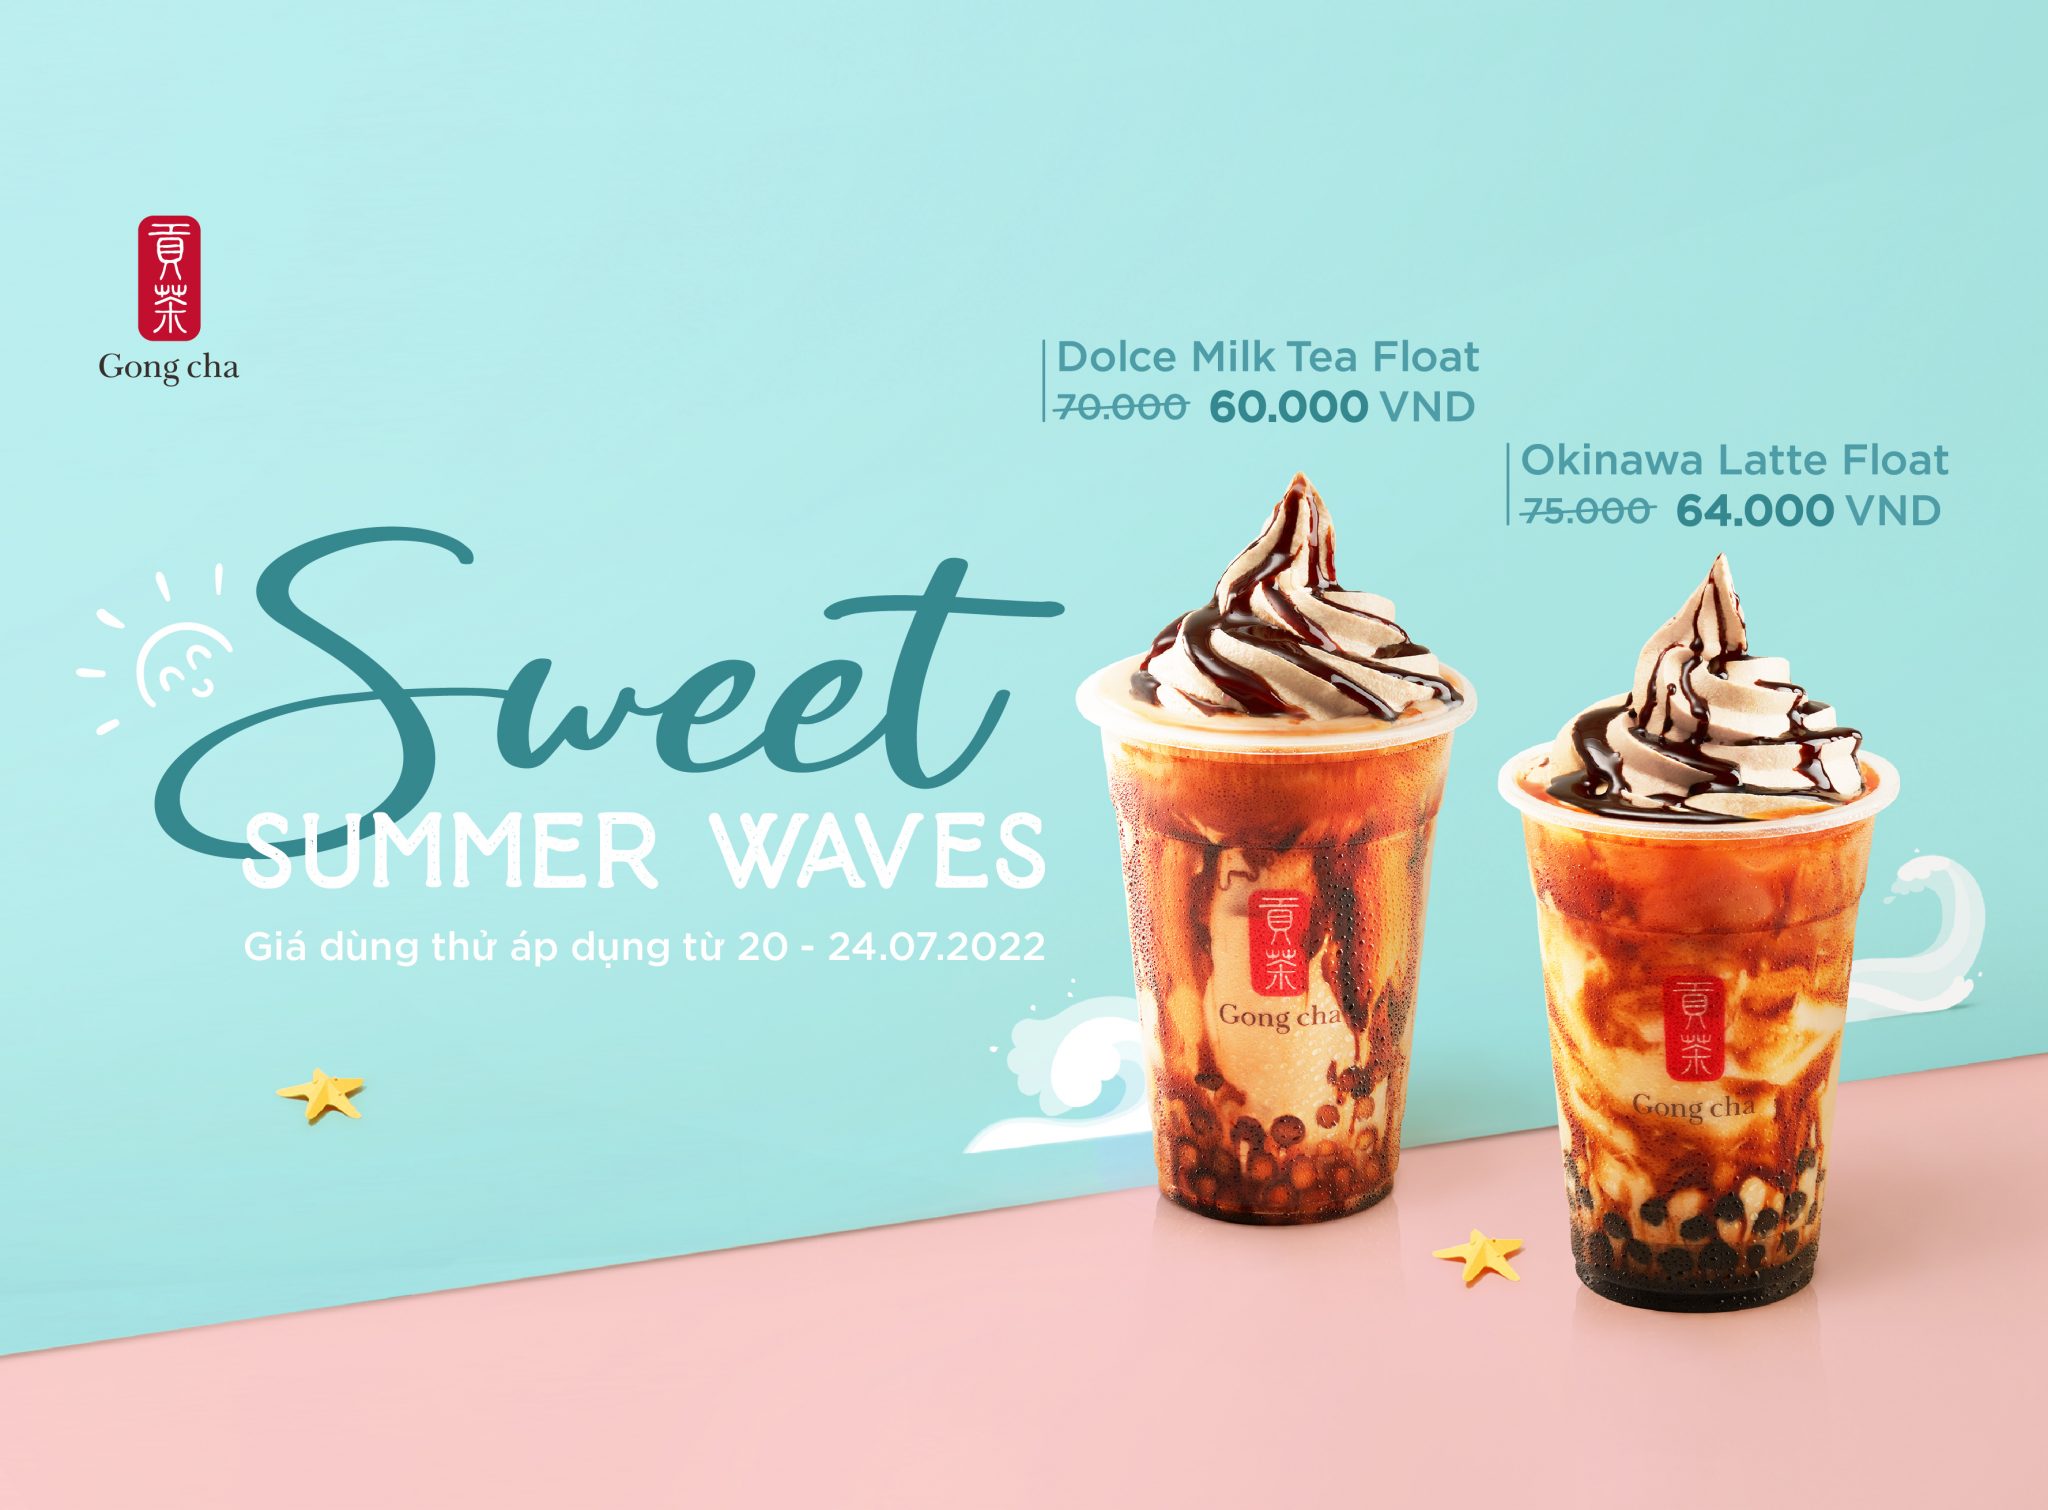 貢茶
Gong cha
Dolce Milk Tea Float
70.000 60.000 VND
Okinawa Latte Float
75.000 64.000 VND
Sweet
SUMMER WAVES
Giá dùng thử áp dụng từ 20 - 24.07.2022
貢茶
Gong cha
貢茶
Gong cha